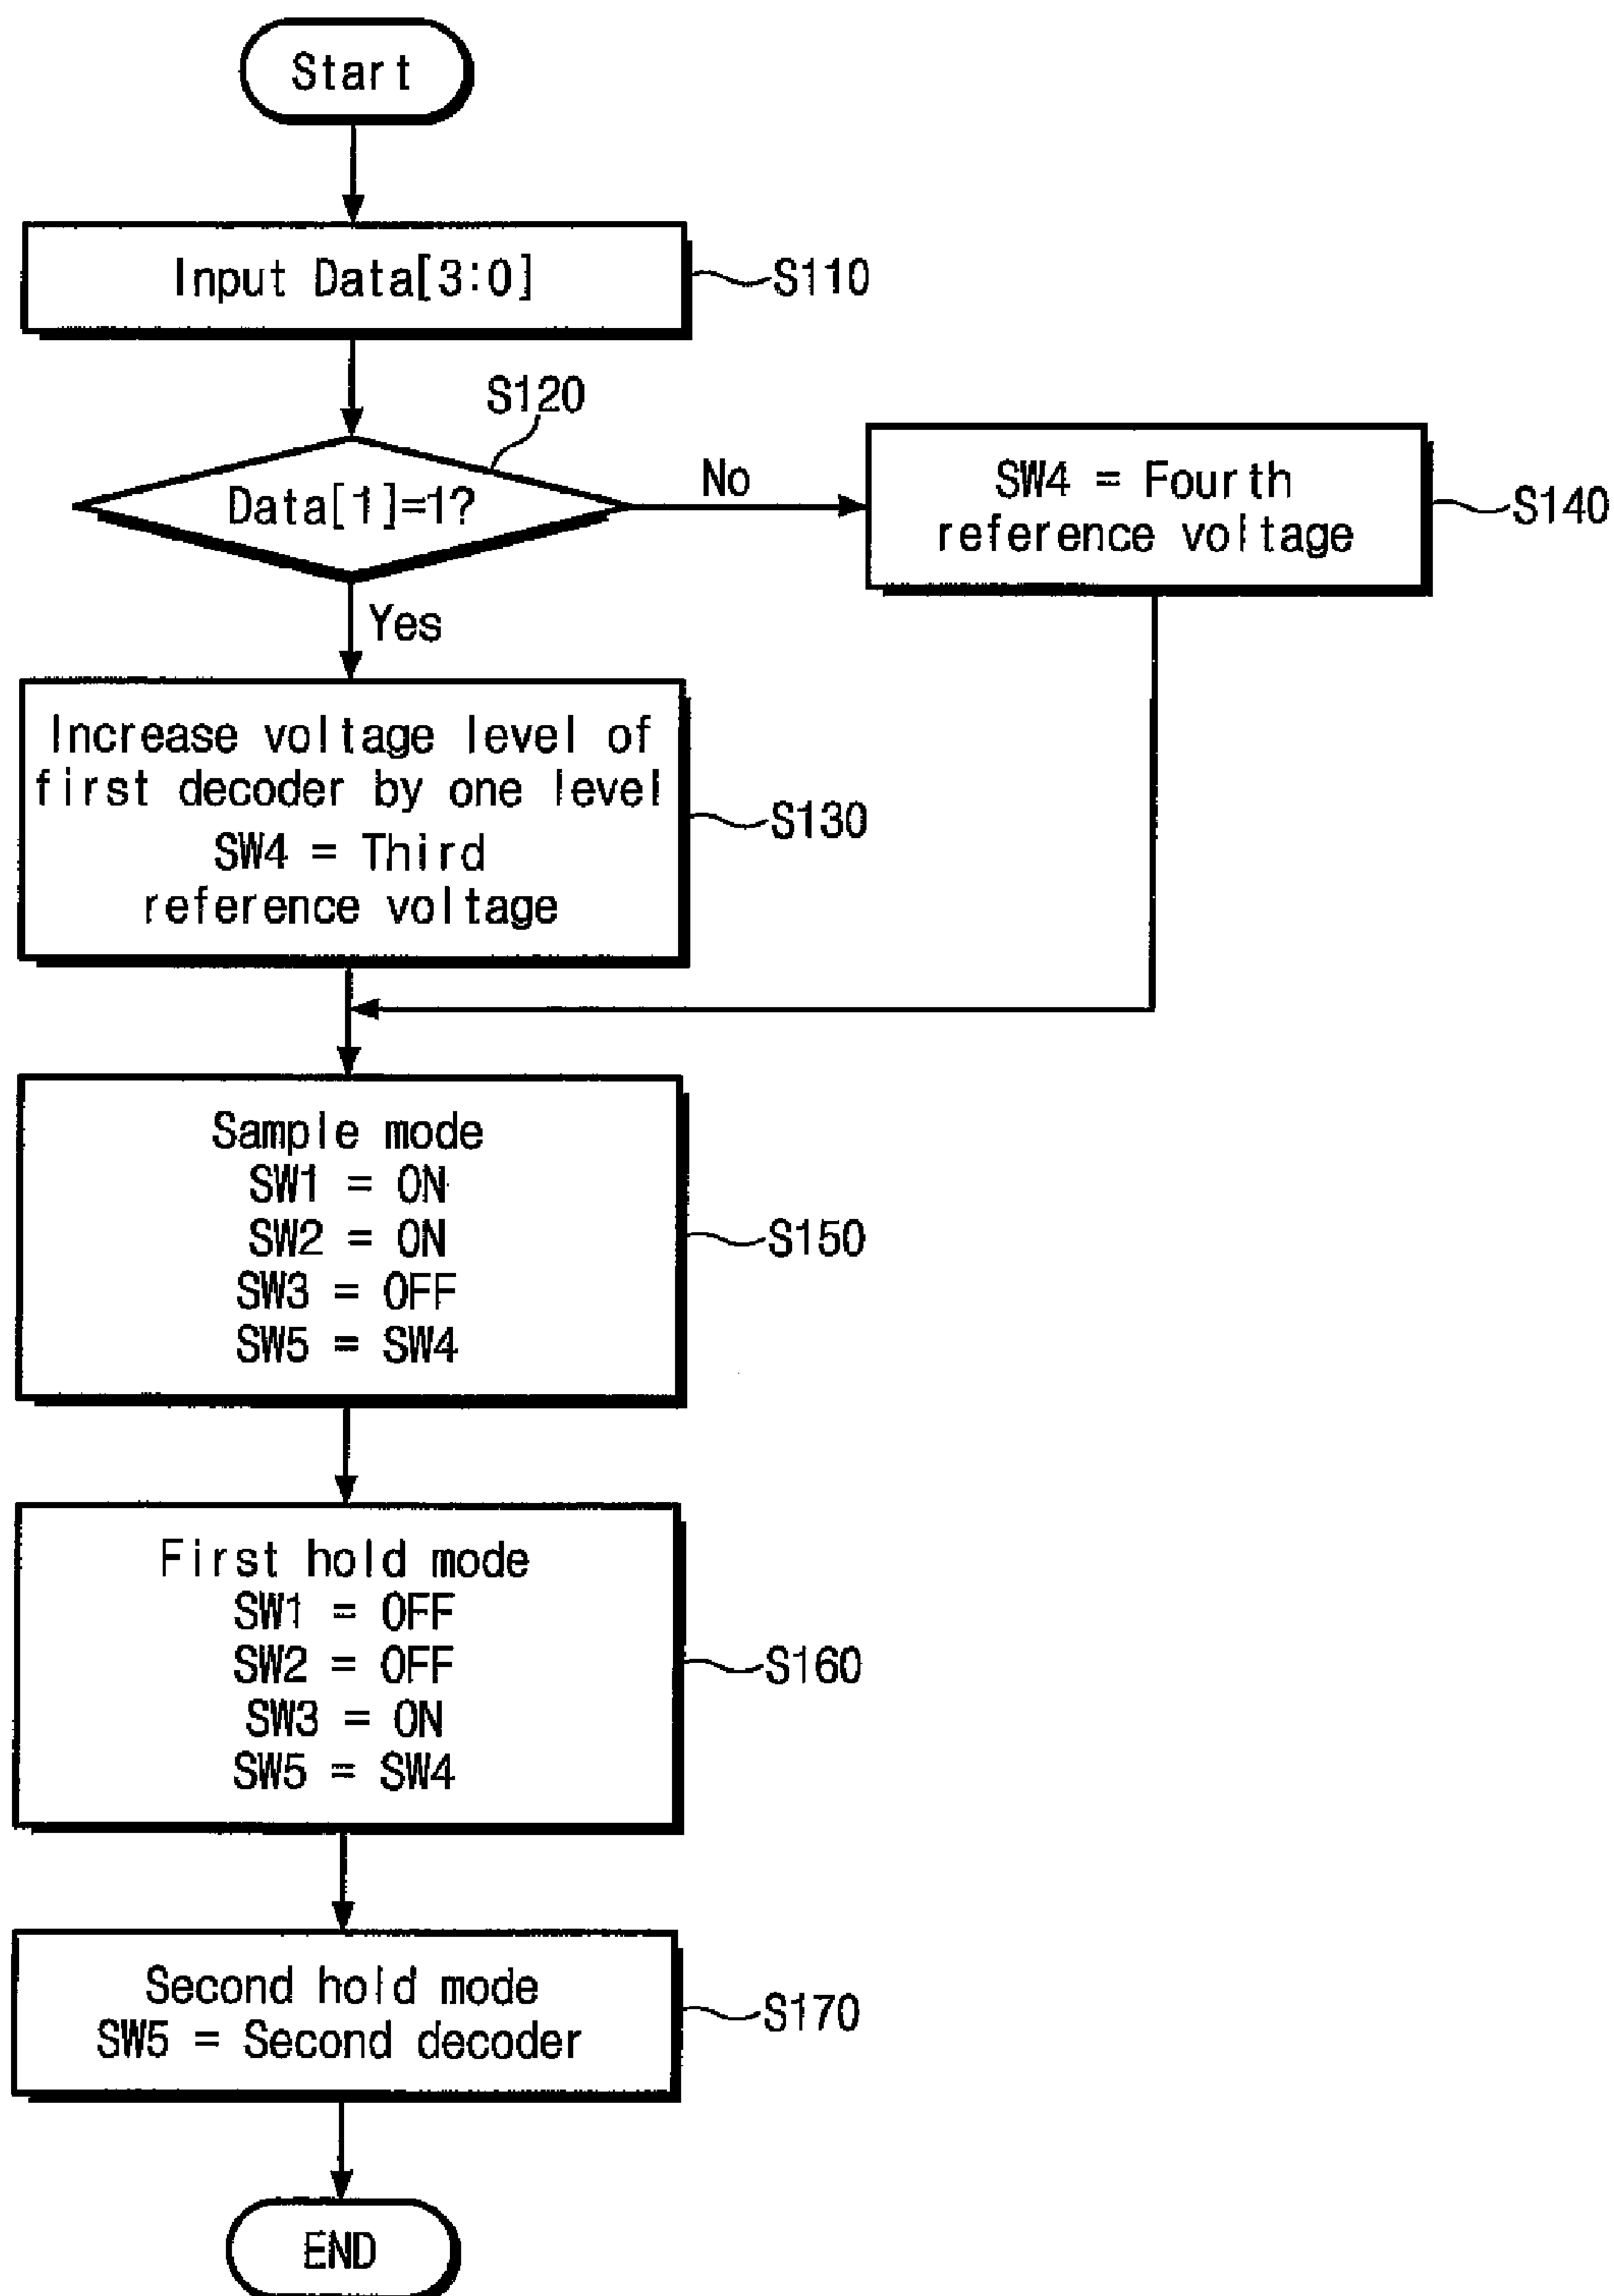 Start
Input Data[3:0]
S110
S120
Data[1]=1?
No
SW4 = Fourth
reference voltage
S140
Yes
Increase voltage level of
first decoder by one level
SW4 = Third
reference voltage
S130
Sample mode
SW1 = ON
SW2 = ON
SW3 = OFF
SW5 = SW4
S150
First hold mode
SW1 = OFF
SW2 = OFF
SW3 = ON
SW5 = SW4
S160
Second hold mode
SW5 = Second decoder
S170
END